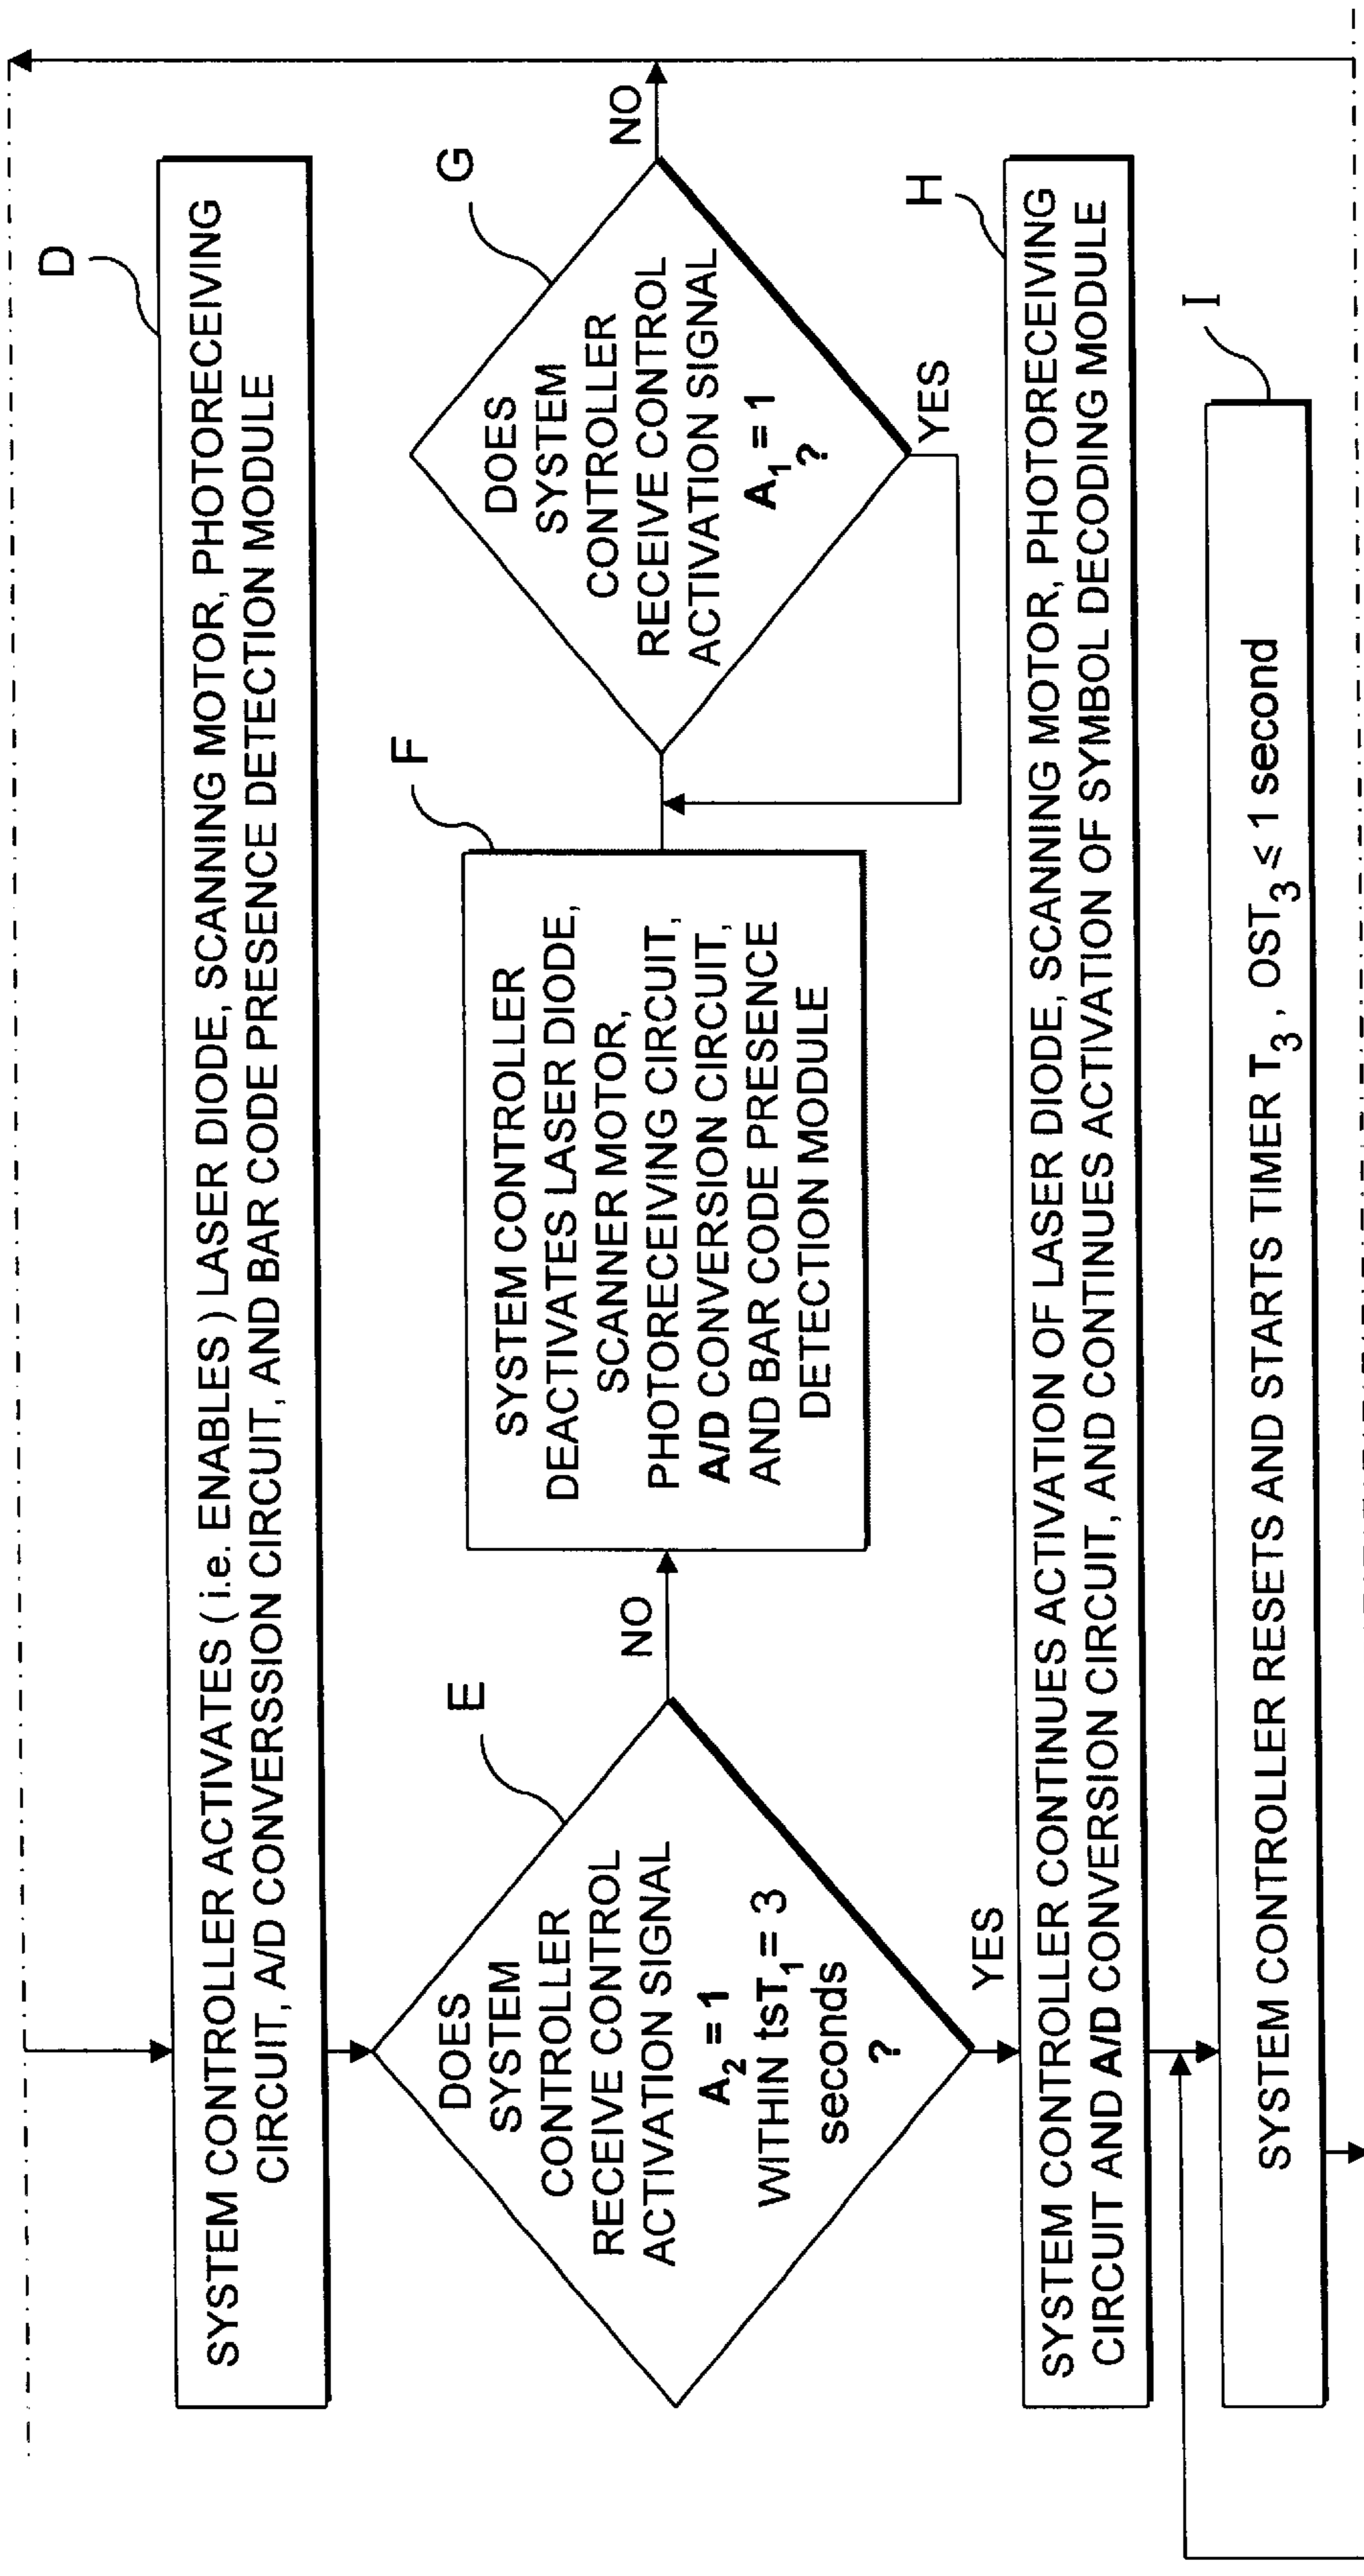 D
SYSTEM CONTROLLER ACTIVATES ( i.e. ENABLES ) LASER DIODE, SCANNING MOTOR, PHOTORECEIVING
CIRCUIT, A/D CONVERSSION CIRCUIT, AND BAR CODE PRESENCE DETECTION MODULE
E
DOES
SYSTEM
CONTROLLER
RECEIVE CONTROL
ACTIVATION SIGNAL
A2 = 1
WITHIN tsT1 = 3
seconds
?
NO
YES
F
SYSTEM CONTROLLER
DEACTIVATES LASER DIODE,
SCANNER MOTOR,
PHOTORECEIVING CIRCUIT,
A/D CONVERSION CIRCUIT,
AND BAR CODE PRESENCE
DETECTION MODULE
G
DOES
SYSTEM
CONTROLLER
RECEIVE CONTROL
ACTIVATION SIGNAL
A1 = 1
?
NO
YES
H
SYSTEM CONTROLLER CONTINUES ACTIVATION OF LASER DIODE, SCANNING MOTOR, PHOTORECEIVING
CIRCUIT AND A/D CONVERSION CIRCUIT, AND CONTINUES ACTIVATION OF SYMBOL DECODING MODULE
I
SYSTEM CONTROLLER RESETS AND STARTS TIMER T3 , OST3 ≤ 1 second